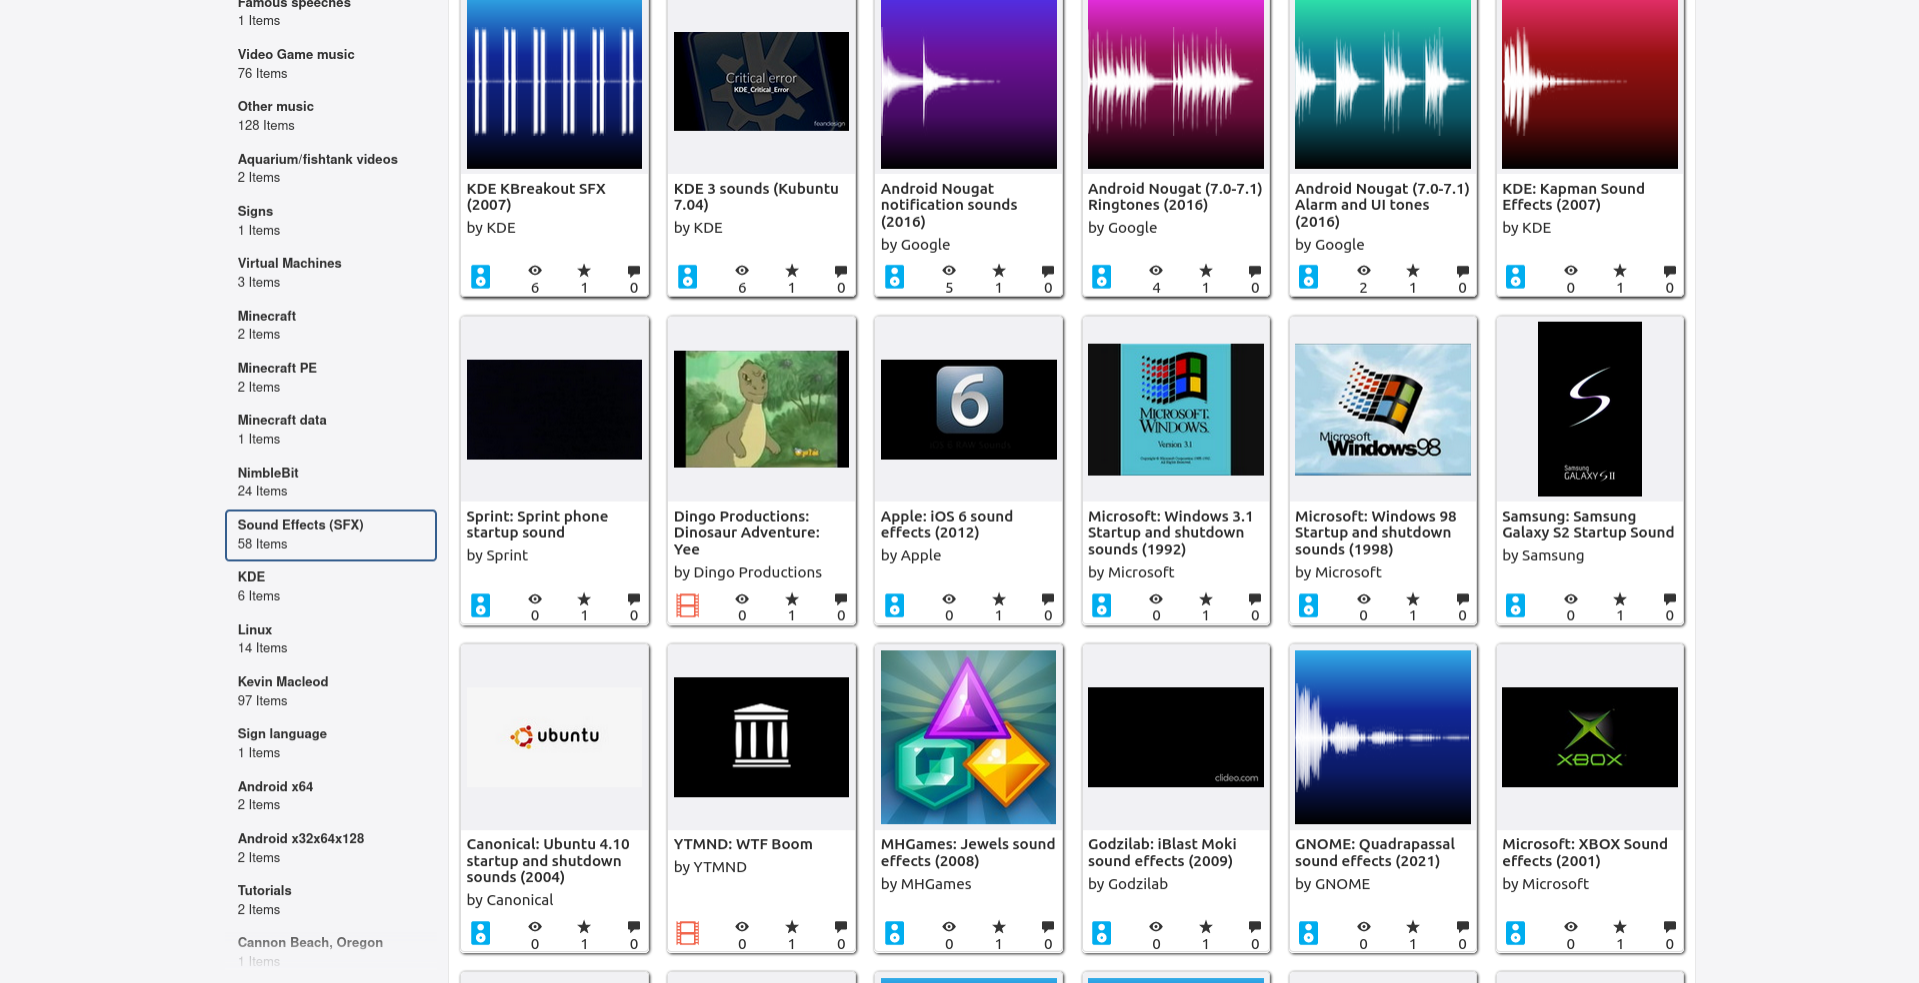 Famous speeches
1 Items
Video Game music
76 Items
Other music
128 Items
Aquarium/fishtank videos
2 Items
Signs
1 Items
Virtual Machines
3 Items
Minecraft
2 Items
Minecraft PE
2 Items
Minecraft data
1 Items
NimbleBit
24 Items
Sound Effects (SFX)
58 Items
KDE
6 Items
Linux
14 Items
Kevin Macleod
97 Items
Sign language
1 Items
Android x64
2 Items
Android x32x64x128
2 Items
Tutorials
2 Items
Cannon Beach, Oregon
1 Items
KDE KBreakout SFX
(2007)
by KDE
6
1
0
Critical error
KDE_Critical_Error
feandesign
KDE 3 sounds (Kubuntu
7.04)
by KDE
6
1
0
Android Nougat
notification sounds
(2016)
by Google
5
1
0
Android Nougat (7.0-7.1)
Ringtones (2016)
by Google
4
1
0
Android Nougat (7.0-7.1)
Alarm and UI tones
(2016)
by Google
2
1
0
KDE: Kapman Sound
Effects (2007)
by KDE
0
1
0
Sprint: Sprint phone
startup sound
by Sprint
0
1
0
Dingo Productions:
Dinosaur Adventure:
Yee
by Dingo Productions
0
1
0
6
Apple: iOS 6 sound
effects (2012)
by Apple
0
1
0
MICROSOFT.
WINDOWS.
Version 3.1
Microsoft: Windows 3.1
Startup and shutdown
sounds (1992)
by Microsoft
0
1
0
Microsoft
Windows98
Microsoft: Windows 98
Startup and shutdown
sounds (1998)
by Microsoft
0
1
0
Samsung
GALAXY S II
Samsung: Samsung
Galaxy S2 Startup Sound
by Samsung
0
1
0
ubuntu
Canonical: Ubuntu 4.10
startup and shutdown
sounds (2004)
by Canonical
0
1
0
YTMND: WTF Boom
by YTMND
0
1
0
MHGames: Jewels sound
effects (2008)
by MHGames
0
1
0
clideo.com
Godzilab: iBlast Moki
sound effects (2009)
by Godzilab
0
1
0
GNOME: Quadrapassal
sound effects (2021)
by GNOME
0
1
0
XBOX
Microsoft: XBOX Sound
effects (2001)
by Microsoft
0
1
0